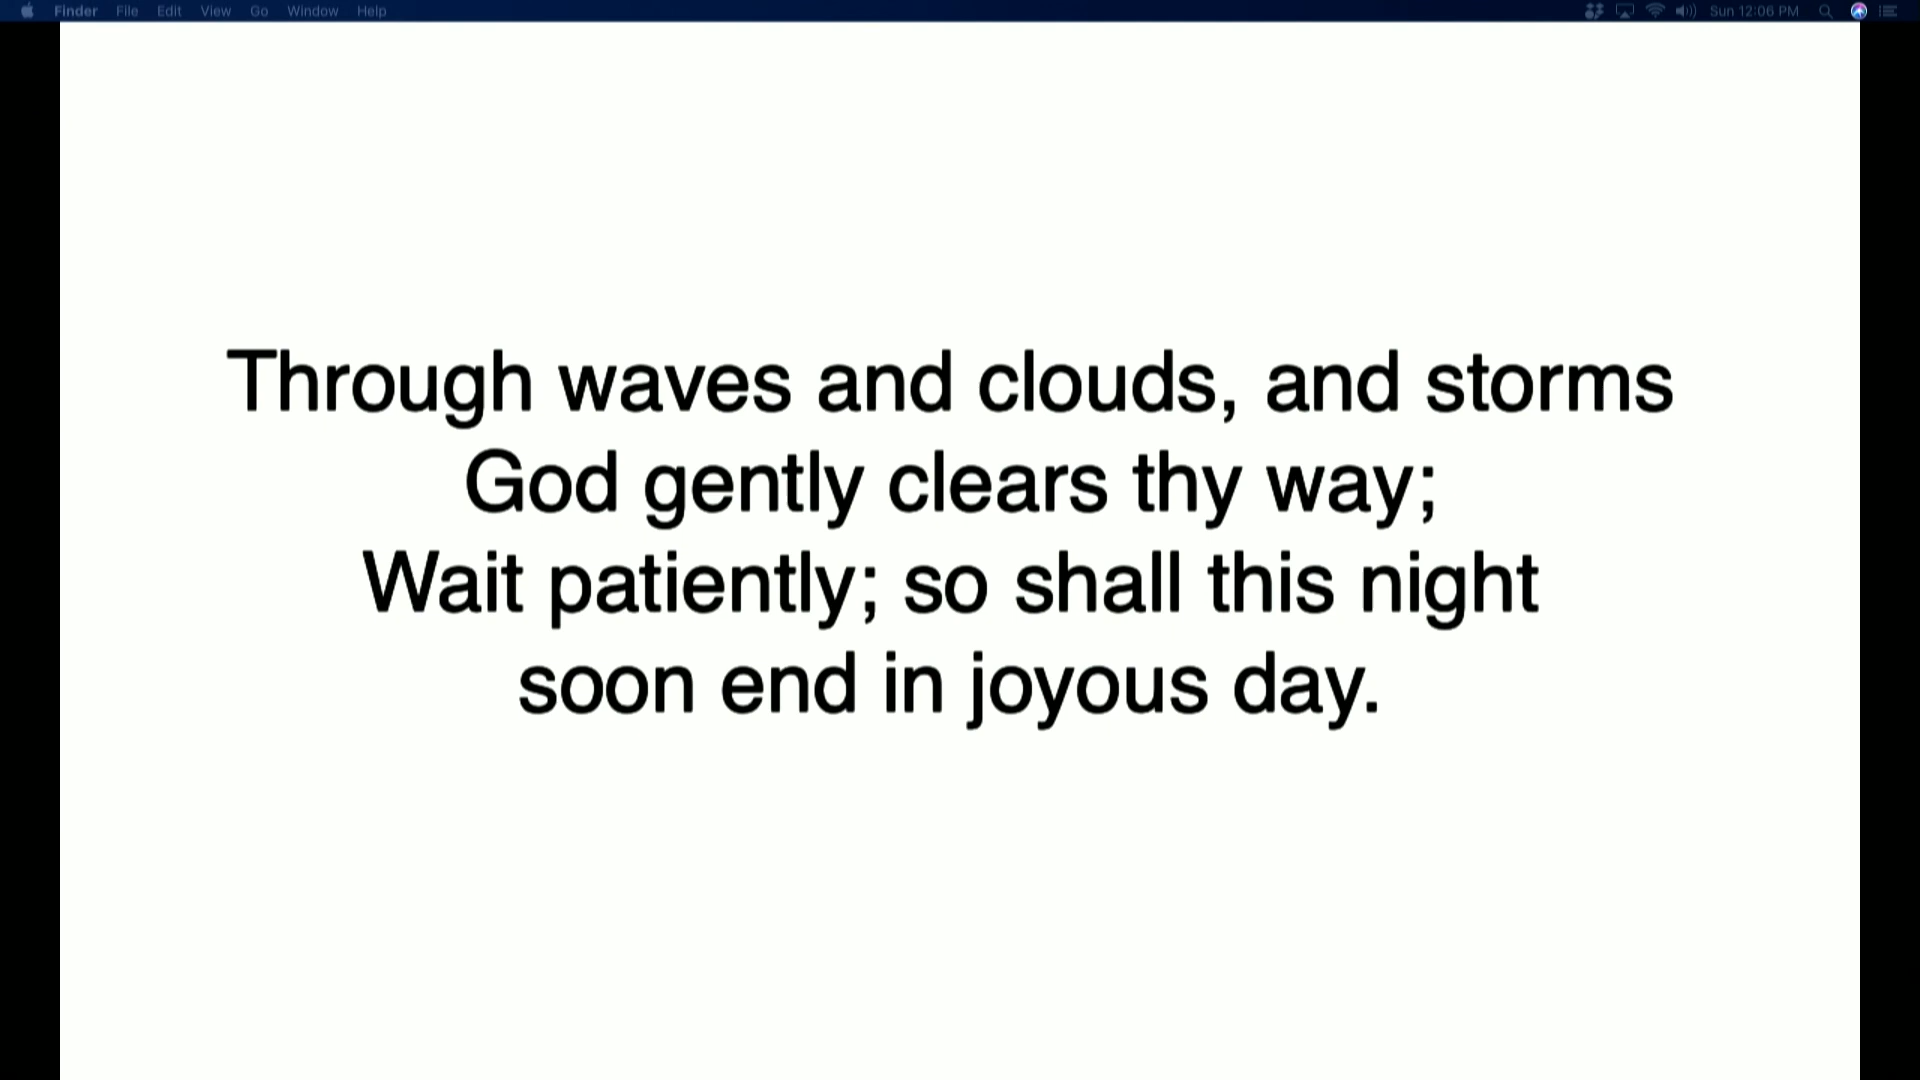 Finder File Edit View Go Window Help Sun 12:06 PM
Through waves and clouds, and storms
God gently clears thy way;
Wait patiently; so shall this night
soon end in joyous day.